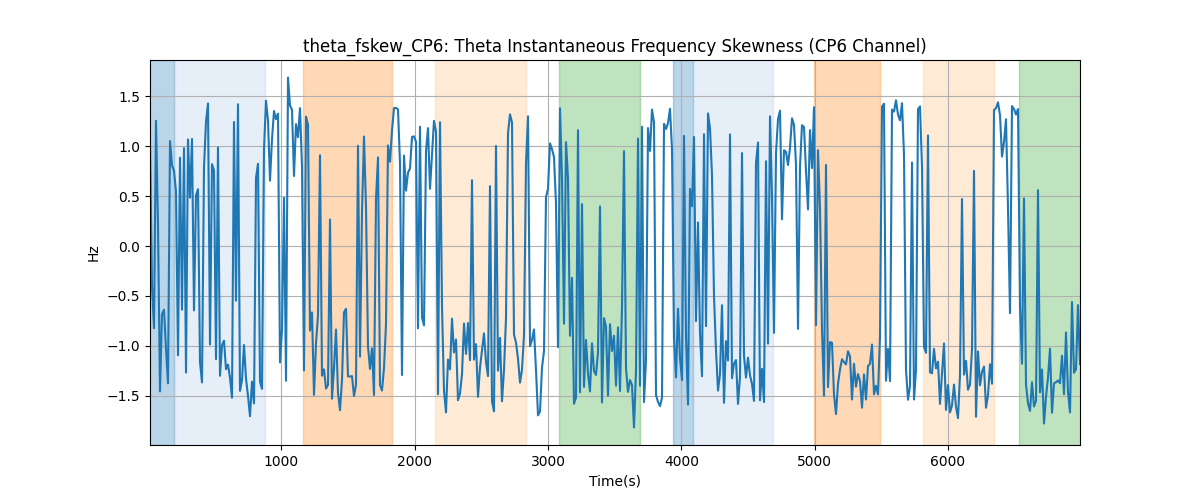 theta_fskew_CP6: Theta Instantaneous Frequency Skewness (CP6 Channel)
1.5
1.0
0.5
0.0
−0.5
−1.0
−1.5
Hz
1000 2000 3000 4000 5000 6000
Time(s)